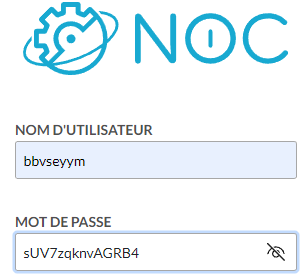 NOC
NOM D'UTILISATEUR
bbvseyym
MOT DE PASSE
sUV7zqknvAGRB4